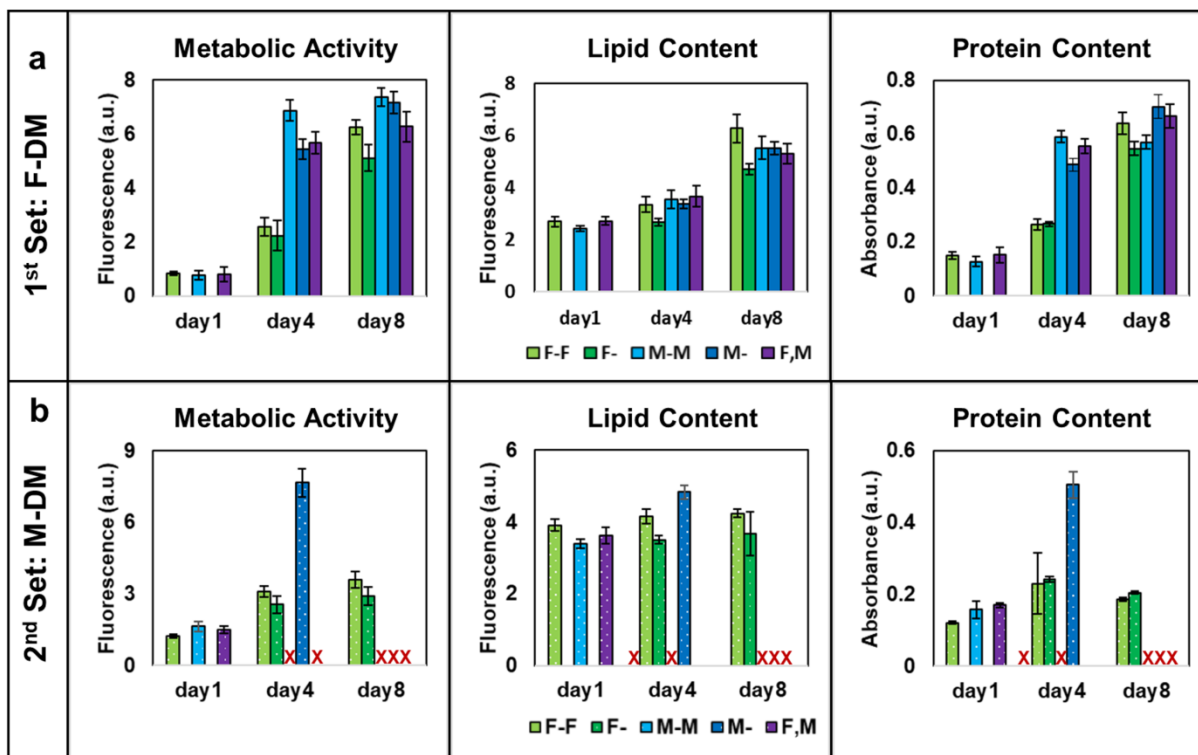 a
1st Set: F-DM
Metabolic Activity
Fluorescence (a.u.)
8
6
4
2
0
day1 day4 day8
Lipid Content
Fluorescence (a.u.)
8
6
4
2
0
day1 day4 day8
F-F F- M-M M- F,M
Protein Content
Absorbance (a.u.)
0.8
0.6
0.4
0.2
0
day1 day4 day8
b
2nd Set: M-DM
Metabolic Activity
Fluorescence (a.u.)
9
6
3
0
X X XXX
day1 day4 day8
Lipid Content
Fluorescence (a.u.)
6
4
2
0
X X XXX
day1 day4 day8
F-F F- M-M M- F,M
Protein Content
Absorbance (a.u.)
0.6
0.4
0.2
0
X X XXX
day1 day4 day8